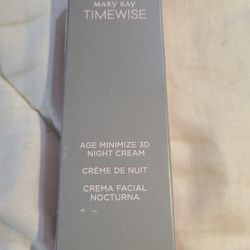 MARY KAY
TIMEWISE
AGE MINIMIZE 3D
NIGHT CREAM
CRÈME DE NUIT
CREMA FACIAL
NOCTURNA